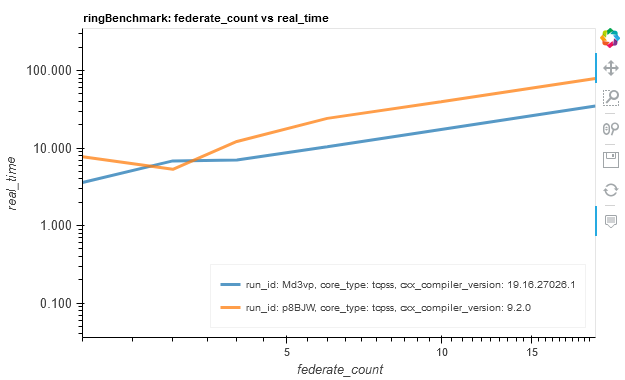 ringBenchmark: federate_count vs real_time
100.000
10.000
1.000
0.100
real_time
run_id: Md3vp, core_type: tcpss, cxx_compiler_version: 19.16.27026.1
run_id: p8BJW, core_type: tcpss, cxx_compiler_version: 9.2.0
5
10
15
federate_count